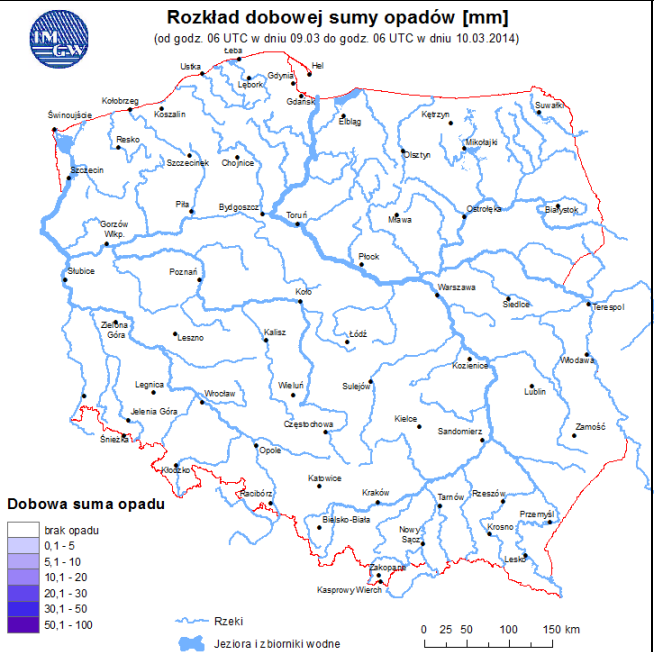 IM
GW
Rozkład dobowej sumy opadów [mm]
(od godz. 06 UTC w dniu 09.03 do godz. 06 UTC w dniu 10.03.2014)
Łeba
Hel
Ustka
Gdynia
Lębork
Gdańsk
Kołobrzeg
Koszalin
Świnoujście
Elbląg
Kętrzyn
Suwałki
Resko
Szczecinek
Chojnice
Olsztyn
Mikołajki
Szczecin
Piła
Bydgoszcz
Toruń
Mława
Ostrołęka
Białystok
Gorzów
Wlkp.
Płock
Słubice
Poznań
Koło
Warszawa
Siedlce
Terespol
Zielona
Góra
Leszno
Kalisz
Łódź
Kozienice
Włodawa
Legnica
Wrocław
Wieluń
Sulejów
Lublin
Jelenia Góra
Częstochowa
Kielce
Sandomierz
Zamość
Śnieżka
Opole
Kłodzko
Katowice
Racibórz
Kraków
Tarnów
Rzeszów
Przemyśl
Bielsko-Biała
Nowy
Sącz
Krosno
Lesko
Zakopane
Kasprowy Wierch
Dobowa suma opadu
brak opadu
0,1 - 5
5,1 - 10
10,1 - 20
20,1 - 30
30,1 - 50
50,1 - 100
Rzeki
Jeziora i zbiorniki wodne
0 25 50 100 150 km